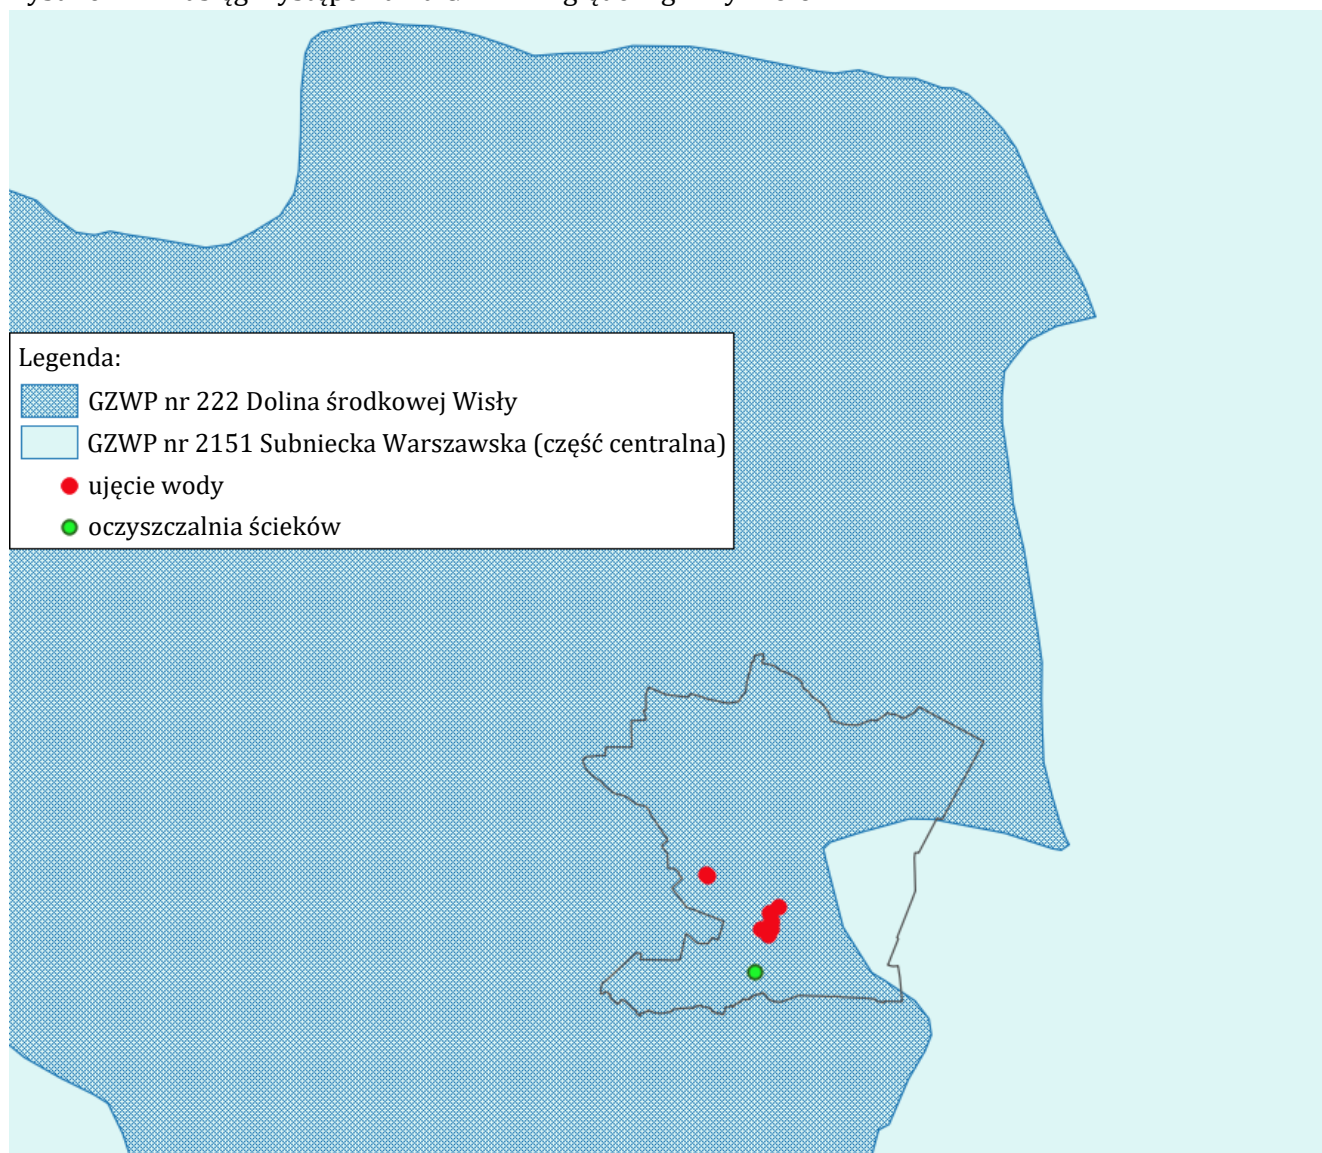 Legenda:
GZWP nr 222 Dolina środkowej Wisły
GZWP nr 2151 Subniecka Warszawska (część centralna)
ujęcie wody
oczyszczalnia ścieków